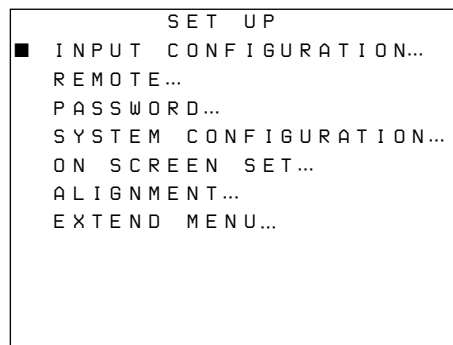 SET UP
■ INPUT CONFIGURATION…
REMOTE…
PASSWORD…
SYSTEM CONFIGURATION…
ON SCREEN SET…
ALIGNMENT…
EXTEND MENU…